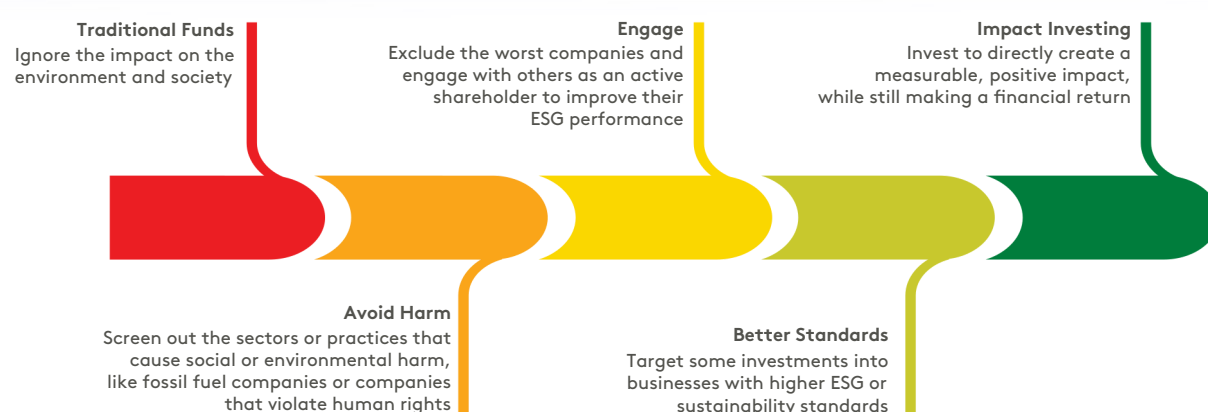 Traditional Funds
Ignore the impact on the
environment and society
Engage
Exclude the worst companies and
engage with others as an active
shareholder to improve their
ESG performance
Impact Investing
Invest to directly create a
measurable, positive impact,
while still making a financial return
Avoid Harm
Screen out the sectors or practices that
cause social or environmental harm,
like fossil fuel companies or companies
that violate human rights
Better Standards
Target some investments into
businesses with higher ESG or
sustainability standards